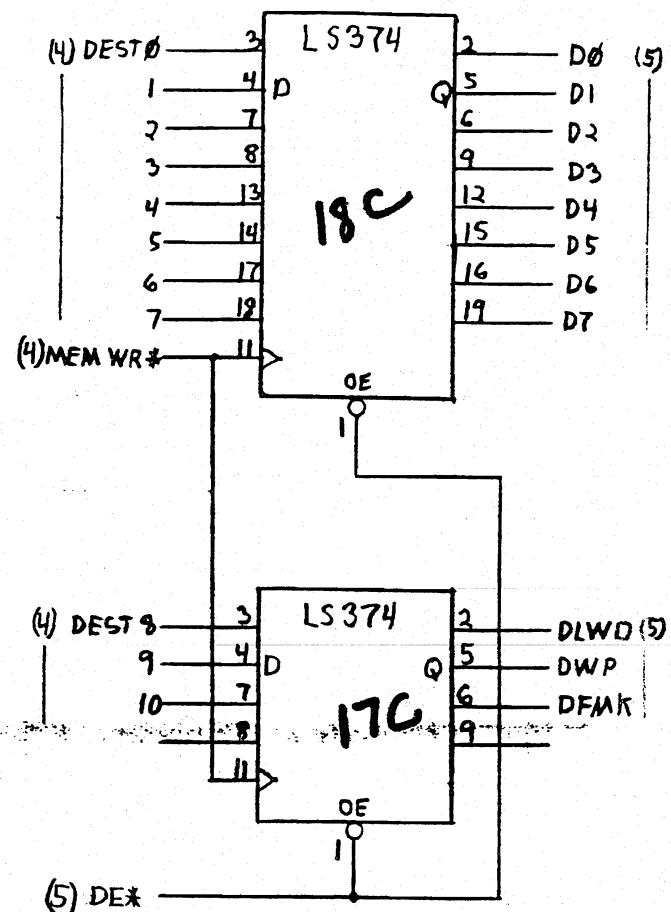 LS374
(4) DESTØ 3 2 DØ (5)
1 4 D Q 5 D1
2 7 6 D2
3 8 9 D3
4 13 12 D4
5 14 15 D5
6 17 16 D6
7 18 19 D7
18C
(4) MEM WR* 11
OE
1
LS374
(4) DEST 8 3 2 DLWD (5)
9 4 D Q 5 DWP
10 7 6 DFMK
8 9
17C
11
OE
1
(5) DE*